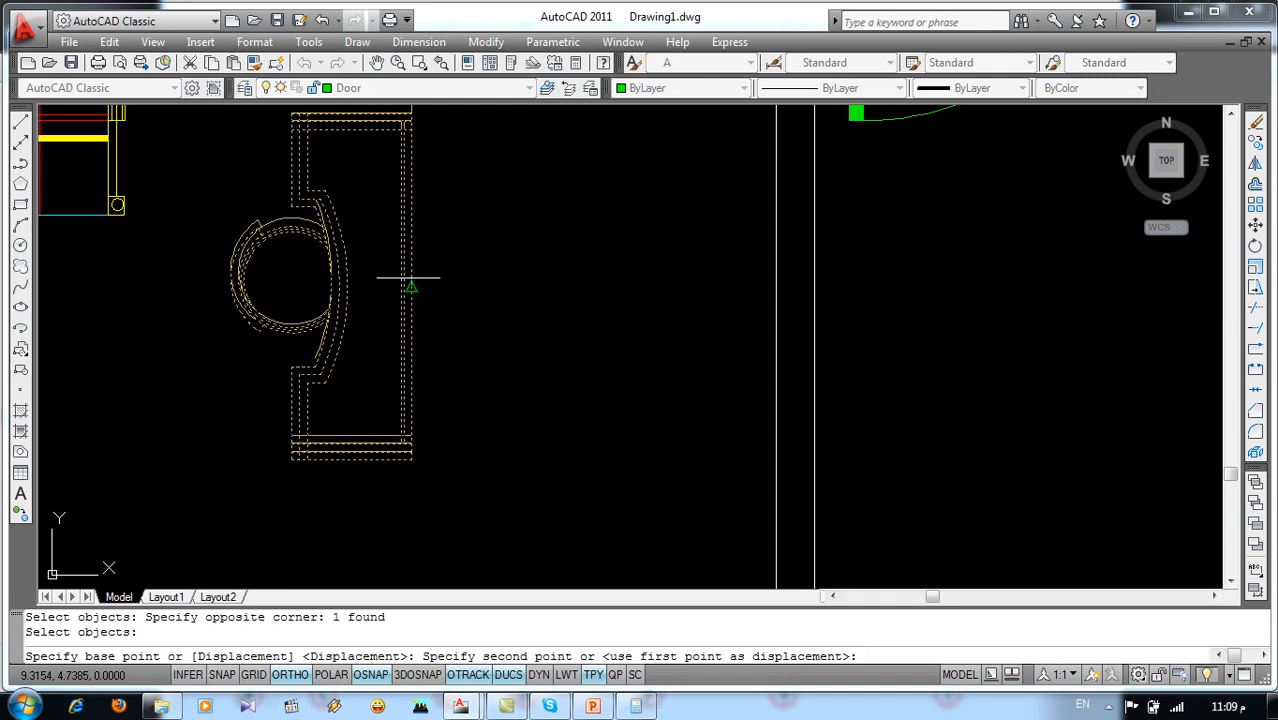 AutoCAD Classic
AutoCAD 2011 Drawing1.dwg
Type a keyword or phrase
File Edit View Insert Format Tools Draw Dimension Modify Parametric Window Help Express
A Standard Standard Standard
AutoCAD Classic Door ByLayer ByLayer ByLayer ByColor
N
W TOP E
S
WCS
Y
X
Model Layout1 Layout2
Select objects: Specify opposite corner: 1 found
Select objects:
Specify base point or [Displacement] <Displacement>: Specify second point or <use first point as displacement>:
9.3154, 4.7385, 0.0000 INFER SNAP GRID ORTHO POLAR OSNAP 3DOSNAP OTRACK DUCS DYN LWT TPY QP SC MODEL 1:1
EN 11:09 م